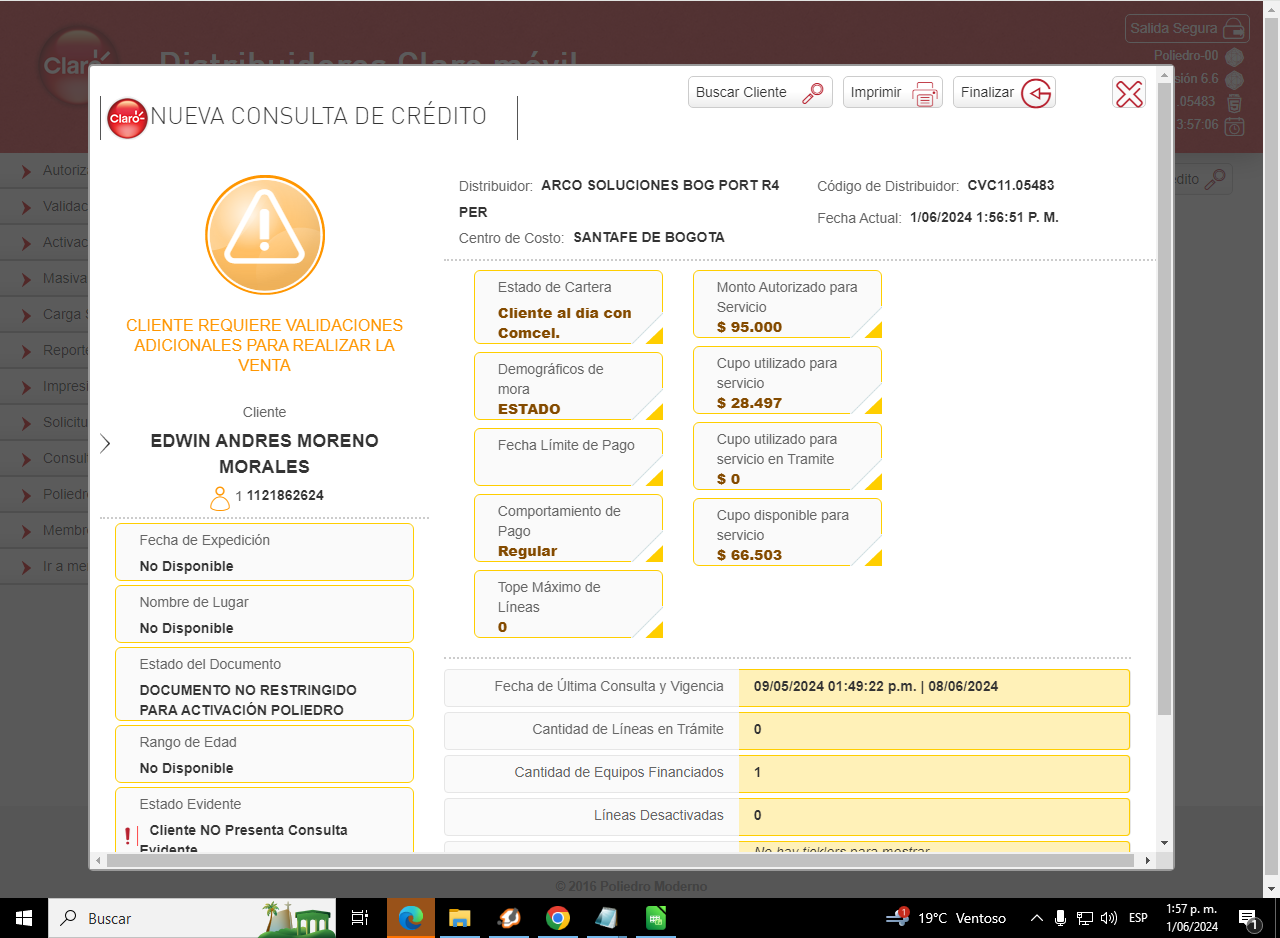 Claro
Distribuidores Claro móvil
Salida Segura
Poliedro-00
sión 6.6
.05483
3:57:06
Buscar Cliente
Imprimir
Finalizar
Claro
NUEVA CONSULTA DE CRÉDITO
Autoriz
Validac
Activac
Masiva
Carga S
Reporte
Impresi
Solicitu
Consul
Poliedr
Membr
Ir a me
édito
CLIENTE REQUIERE VALIDACIONES
ADICIONALES PARA REALIZAR LA
VENTA
Cliente
EDWIN ANDRES MORENO
MORALES
1 1121862624
Fecha de Expedición
No Disponible
Nombre de Lugar
No Disponible
Estado del Documento
DOCUMENTO NO RESTRINGIDO
PARA ACTIVACIÓN POLIEDRO
Rango de Edad
No Disponible
Estado Evidente
Cliente NO Presenta Consulta
Evidente
Distribuidor: ARCO SOLUCIONES BOG PORT R4
PER
Centro de Costo: SANTAFE DE BOGOTA
Código de Distribuidor: CVC11.05483
Fecha Actual: 1/06/2024 1:56:51 P. M.
Estado de Cartera
Cliente al dia con
Comcel.
Demográficos de
mora
ESTADO
Fecha Límite de Pago
Comportamiento de
Pago
Regular
Tope Máximo de
Líneas
0
Monto Autorizado para
Servicio
$ 95.000
Cupo utilizado para
servicio
$ 28.497
Cupo utilizado para
servicio en Tramite
$ 0
Cupo disponible para
servicio
$ 66.503
Fecha de Última Consulta y Vigencia 09/05/2024 01:49:22 p.m. | 08/06/2024
Cantidad de Líneas en Trámite 0
Cantidad de Equipos Financiados 1
Líneas Desactivadas 0
No hay ticklers para mostrar
© 2016 Poliedro Moderno
Buscar
1
19°C Ventoso
ESP
1:57 p. m.
1/06/2024
1